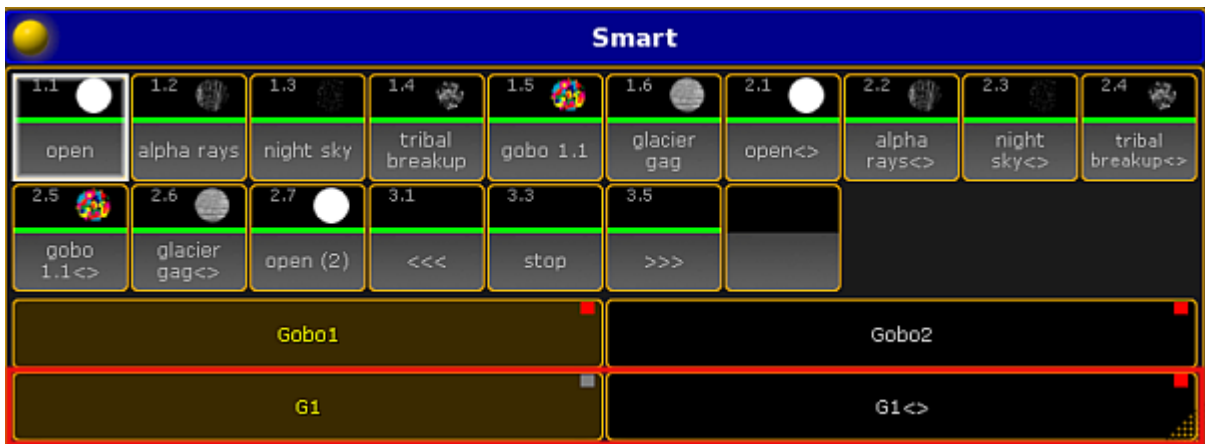 Smart
1.1 1.2 1.3 1.4 1.5 1.6 2.1 2.2 2.3 2.4
open alpha rays night sky tribal breakup gobo 1.1 glacier gag open<> alpha rays<> night sky<> tribal breakup<>
2.5 2.6 2.7 3.1 3.3 3.5
gobo 1.1<> glacier gag<> open (2) <<< stop >>>
Gobo1 Gobo2
G1 G1<>